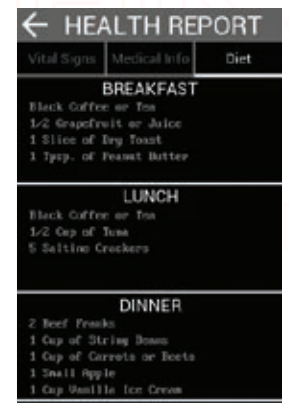 ← HEALTH REPORT
Vital Signs Medical Info Diet
BREAKFAST
Black Coffee or Tea
1/2 Grapefruit or Juice
1 Slice of Dry Toast
1 Tpsp. of Peanut Butter
LUNCH
Black Coffee or Tea
1/2 Cup of Tuna
5 Saltine Crackers
DINNER
2 Beef Franks
1 Cup of String Beans
1 Cup of Carrots or Beets
1 Small Apple
1 Cup Vanilla Ice Cream